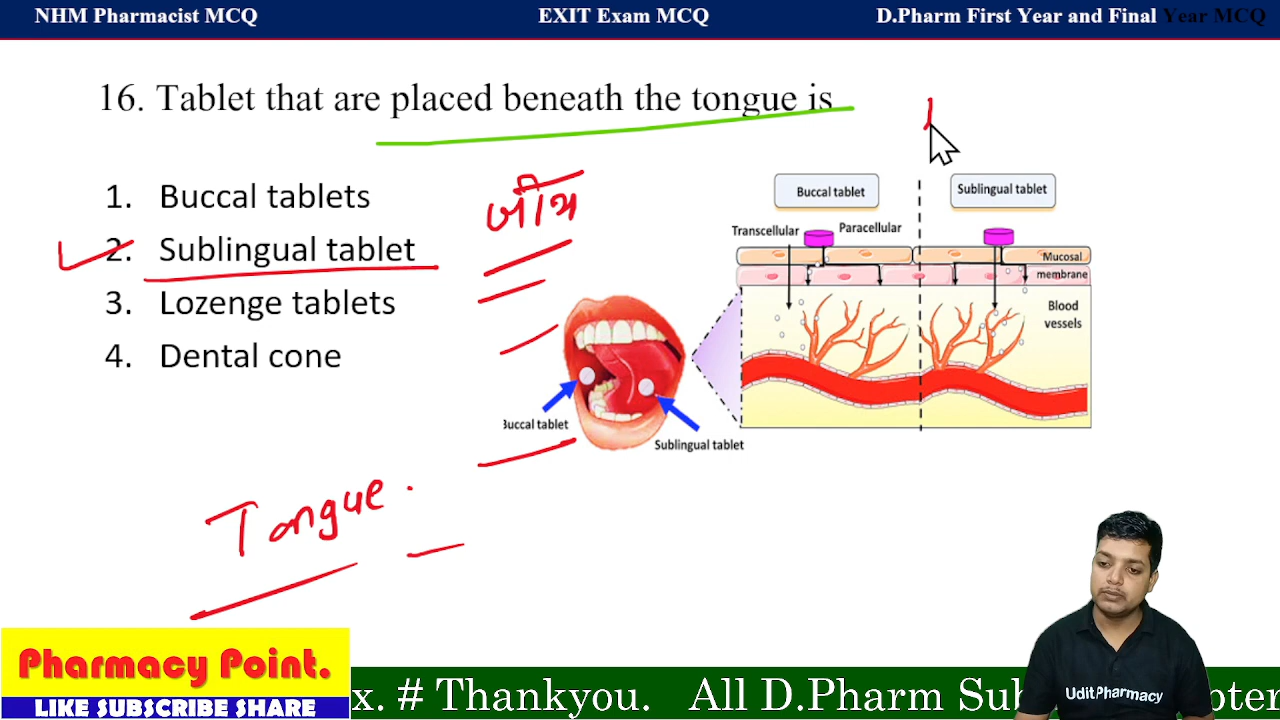 NHM Pharmacist MCQ
EXIT Exam MCQ
D.Pharm First Year and Final Year MCQ
16. Tablet that are placed beneath the tongue is
1. Buccal tablets
2. Sublingual tablet
3. Lozenge tablets
4. Dental cone
Buccal tablet
Sublingual tablet
Transcellular
Paracellular
Mucosal
membrane
Blood
vessels
Buccal tablet
Sublingual tablet
Tongue.
Pharmacy Point.
LIKE SUBSCRIBE SHARE
x. # Thankyou. All D.Pharm
Udit Pharmacy